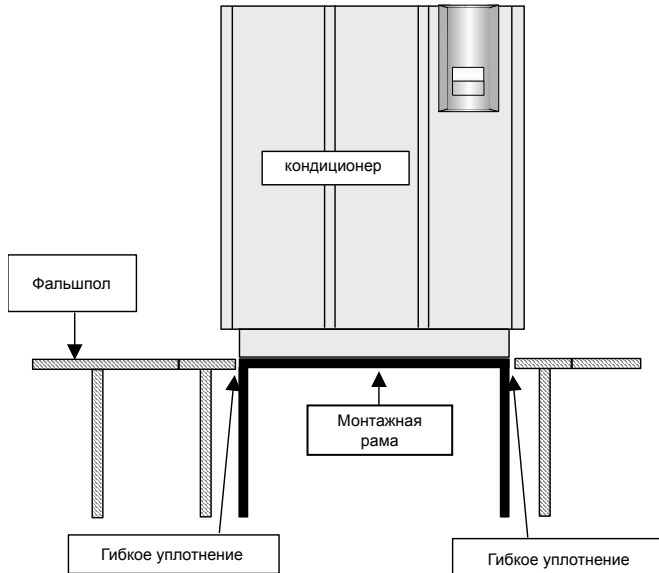 кондиционер
Фальшпол
Монтажная
рама
Гибкое уплотнение
Гибкое уплотнение